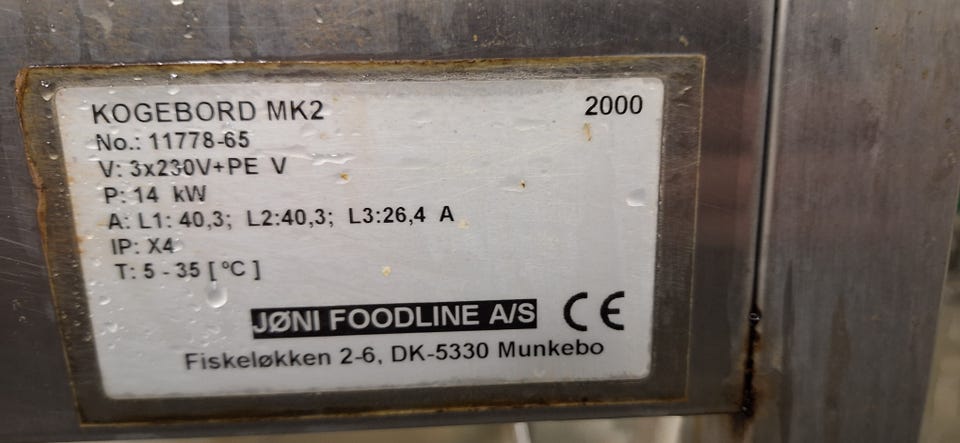 KOGEBORD MK2 2000
No.: 11778-65
V: 3x230V+PE V
P: 14 kW
A: L1: 40,3; L2:40,3; L3:26,4 A
IP: X4
T: 5 - 35 [ ºC ]
JØNI FOODLINE A/S CE
Fiskeløkken 2-6, DK-5330 Munkebo